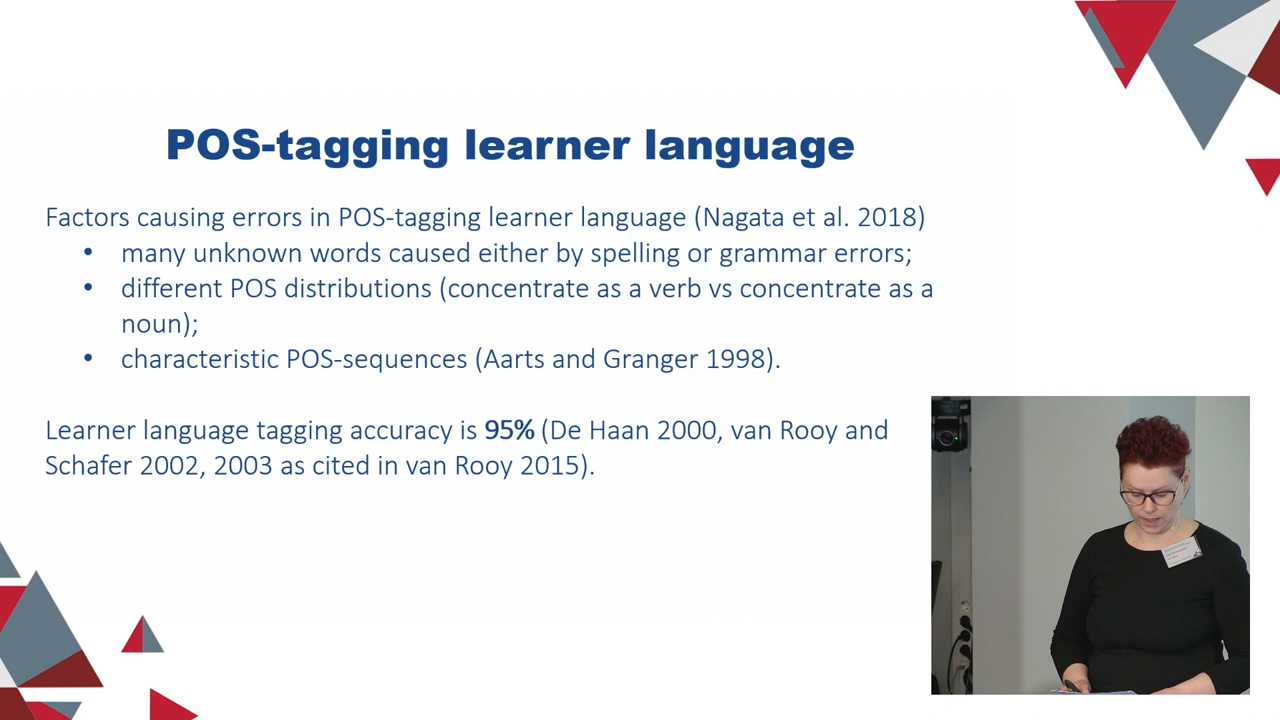 POS-tagging learner language
Factors causing errors in POS-tagging learner language (Nagata et al. 2018)
• many unknown words caused either by spelling or grammar errors;
• different POS distributions (concentrate as a verb vs concentrate as a
noun);
• characteristic POS-sequences (Aarts and Granger 1998).
Learner language tagging accuracy is 95% (De Haan 2000, van Rooy and
Schafer 2002, 2003 as cited in van Rooy 2015).